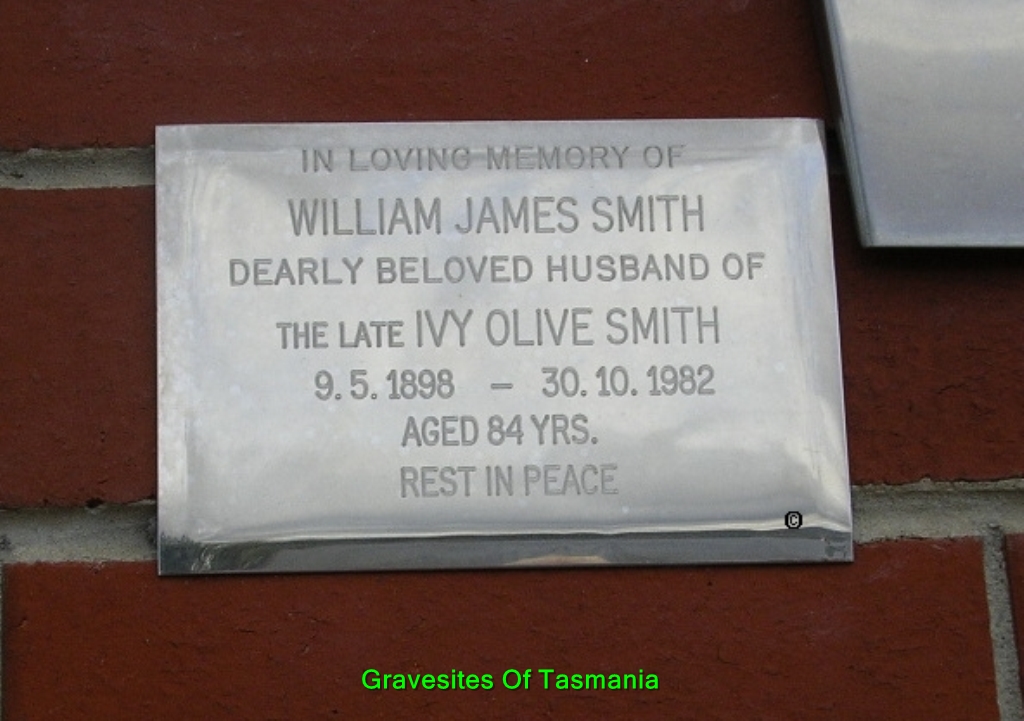 IN LOVING MEMORY OF
WILLIAM JAMES SMITH
DEARLY BELOVED HUSBAND OF
THE LATE IVY OLIVE SMITH
9. 5. 1898 – 30. 10. 1982
AGED 84 YRS.
REST IN PEACE
©
Gravesites Of Tasmania